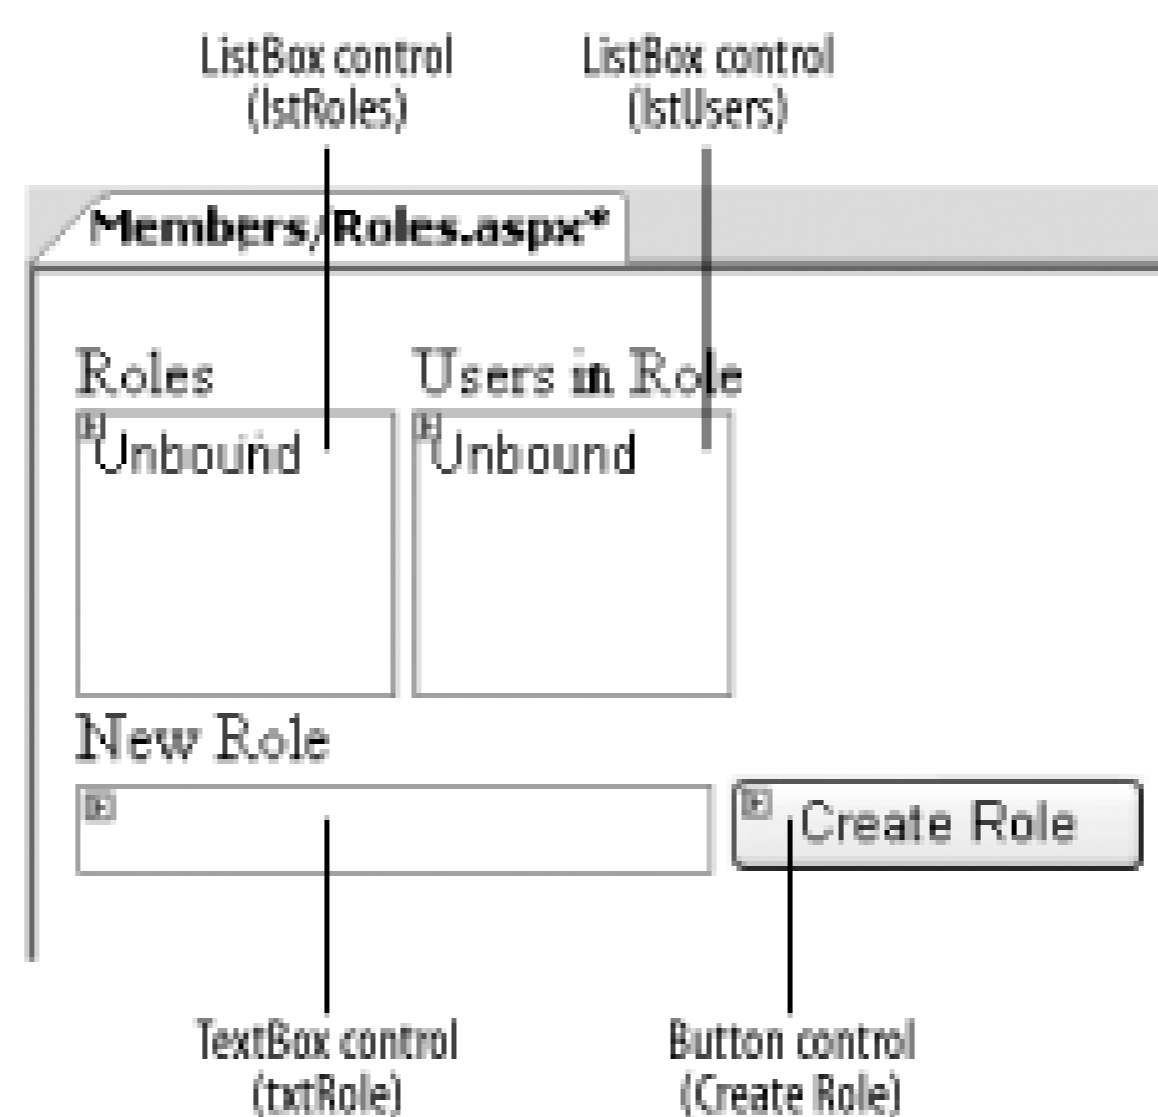 ListBox control ListBox control
(lstRoles) (lstUsers)
Members/Roles.aspx*
Roles Users in Role
Unbound Unbound
New Role
Create Role
TextBox control Button control
(txtRole) (Create Role)